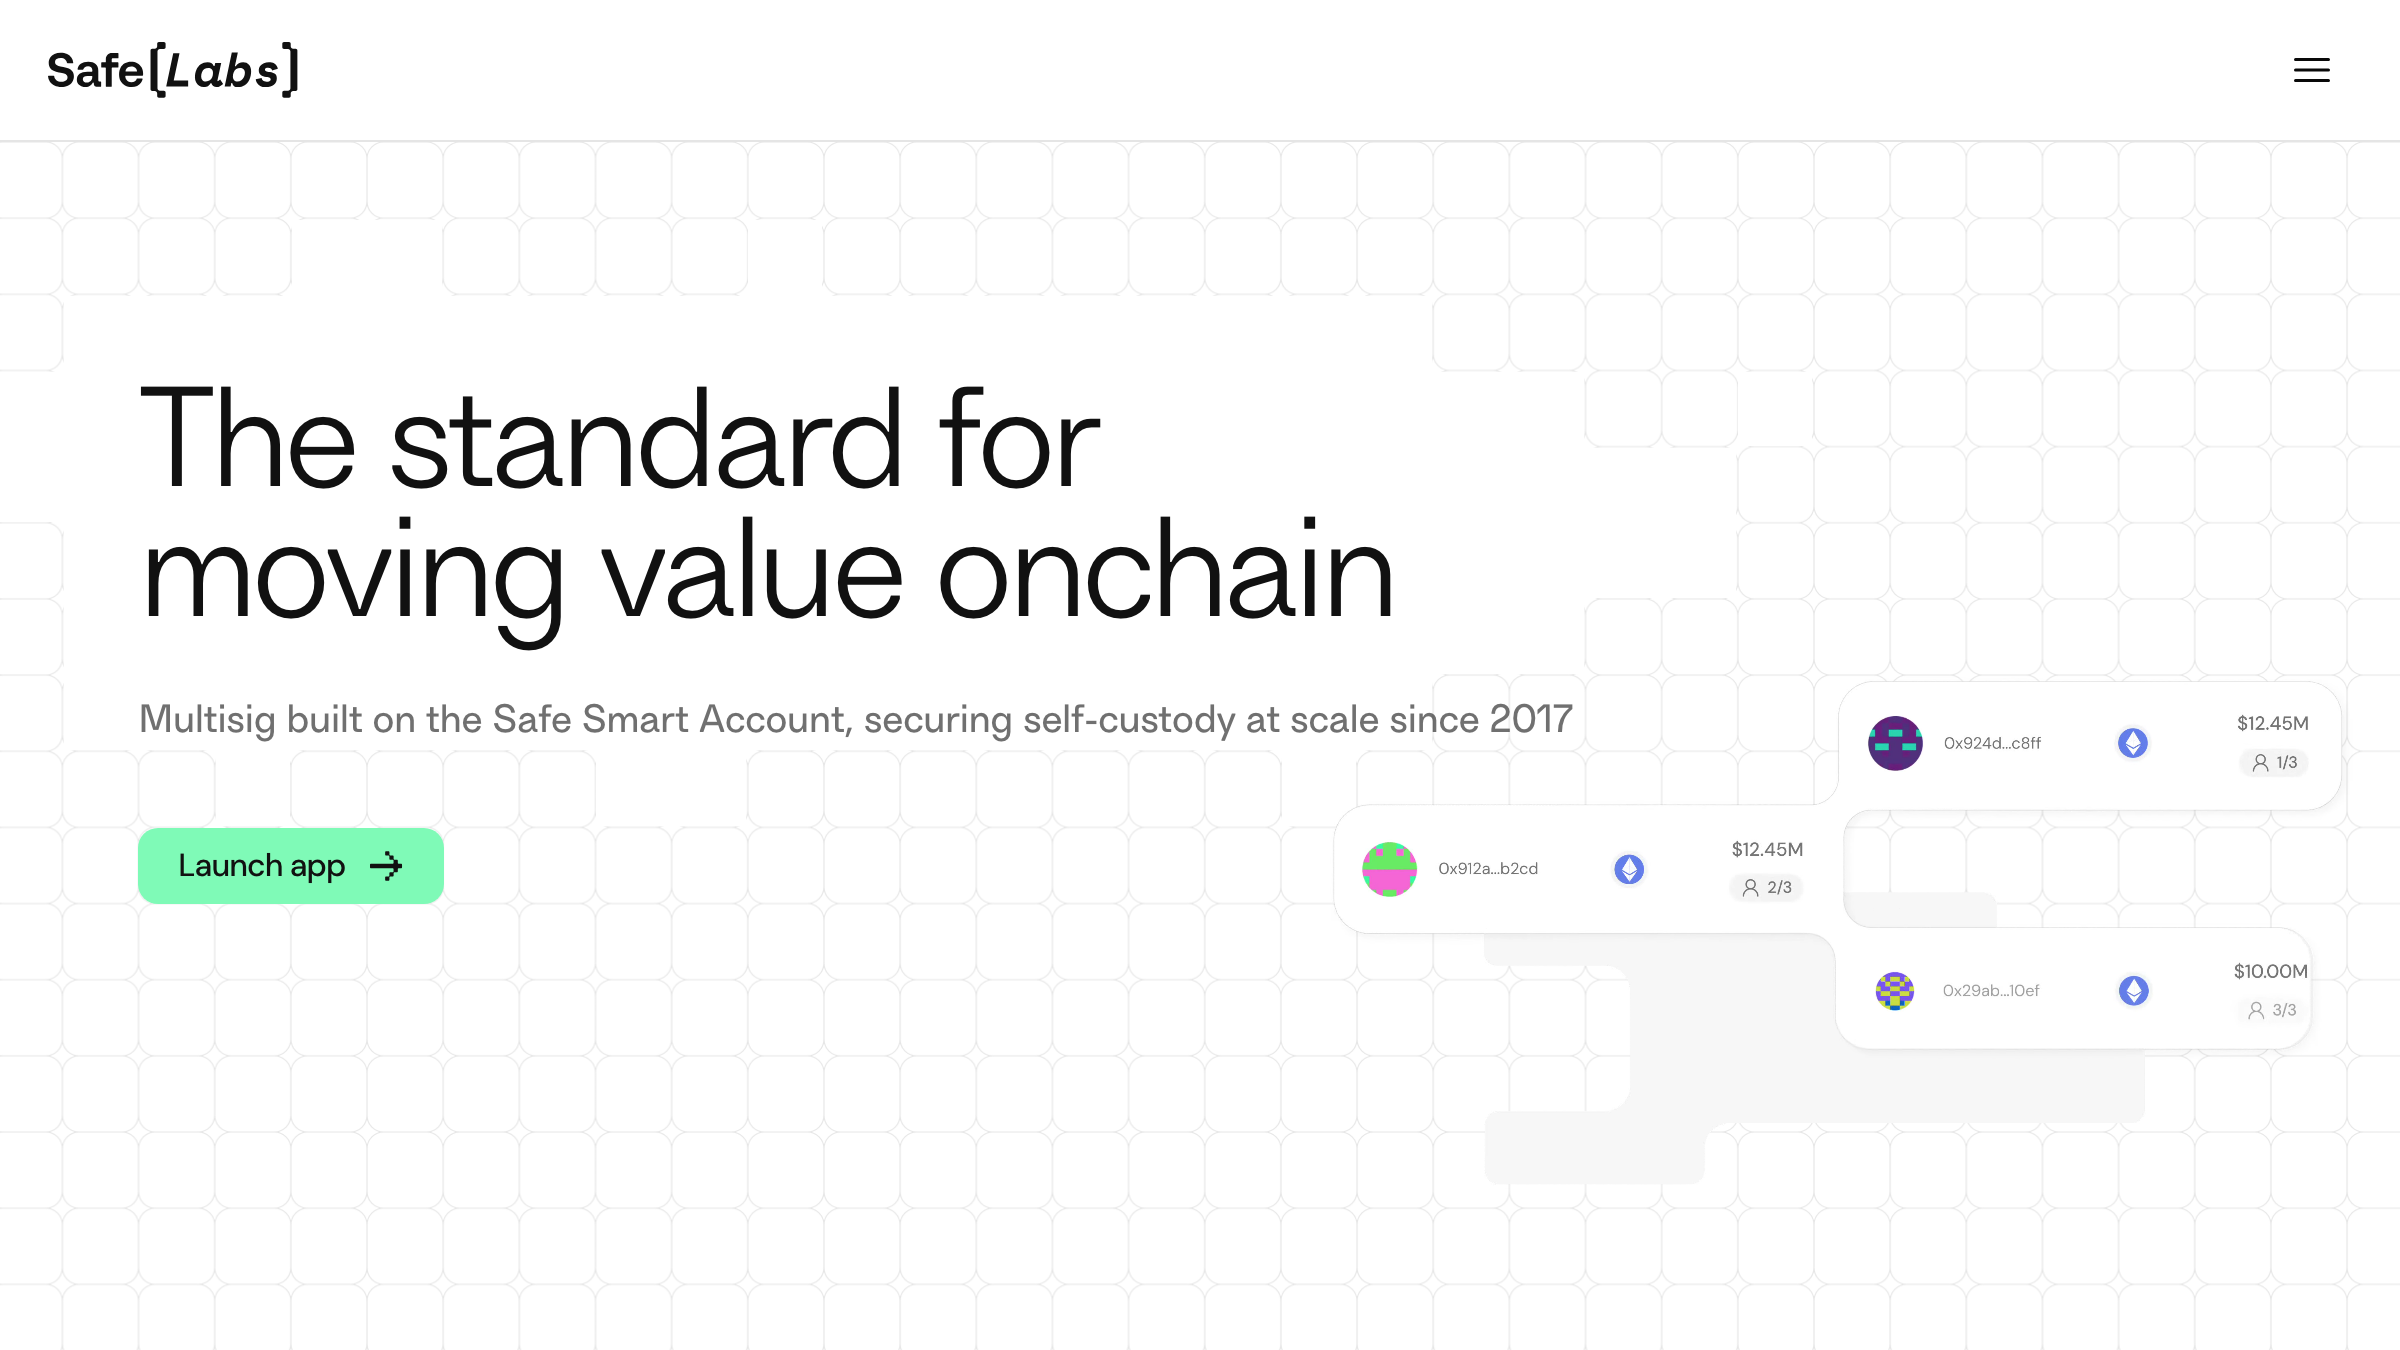 Safe[Labs]
The standard for
moving value onchain
Multisig built on the Safe Smart Account, securing self-custody at scale since 2017
Launch app
0x924d...c8ff
$12.45M
1/3
0x912a...b2cd
$12.45M
2/3
0x29ab...10ef
$10.00M
3/3